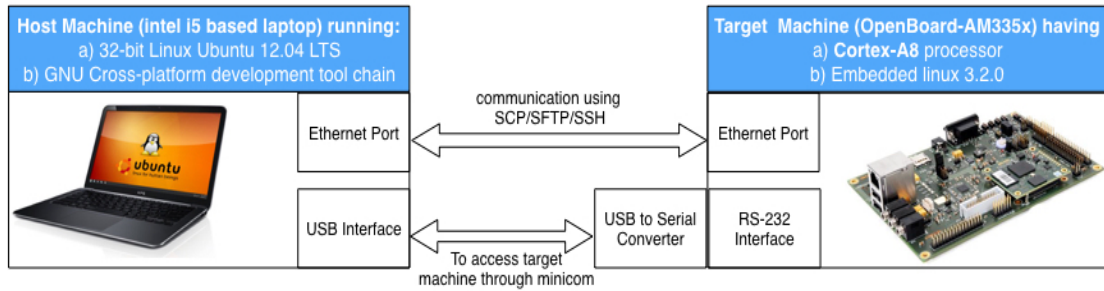 Host Machine (intel i5 based laptop) running:
a) 32-bit Linux Ubuntu 12.04 LTS
b) GNU Cross-platform development tool chain
Target Machine (OpenBoard-AM335x) having
a) Cortex-A8 processor
b) Embedded linux 3.2.0
ubuntu
Ethernet Port
communication using
SCP/SFTP/SSH
Ethernet Port
USB Interface
To access target
machine through minicom
USB to Serial
Converter
RS-232
Interface